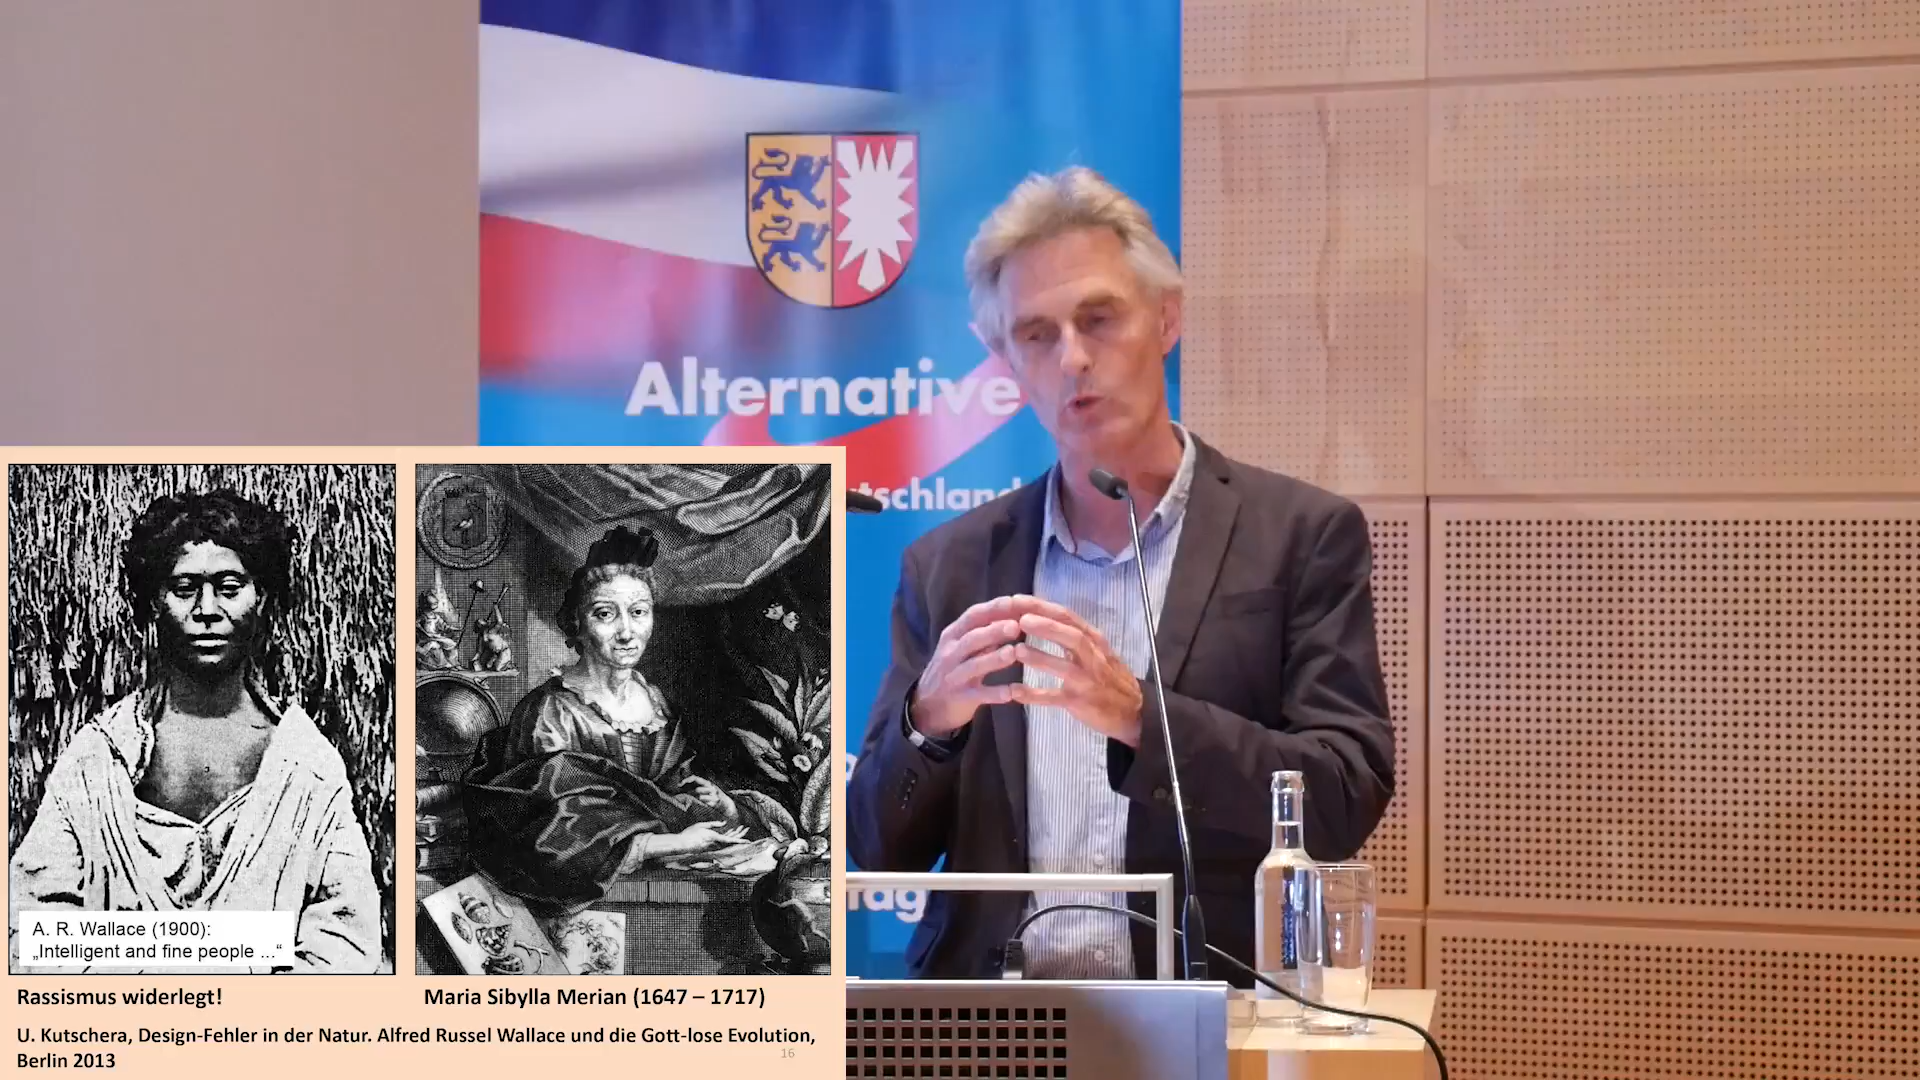 Alternative
tschland
tag
A. R. Wallace (1900):
„Intelligent and fine people ...“
Rassismus widerlegt!
Maria Sibylla Merian (1647 – 1717)
U. Kutschera, Design-Fehler in der Natur. Alfred Russel Wallace und die Gott-lose Evolution,
Berlin 2013
16